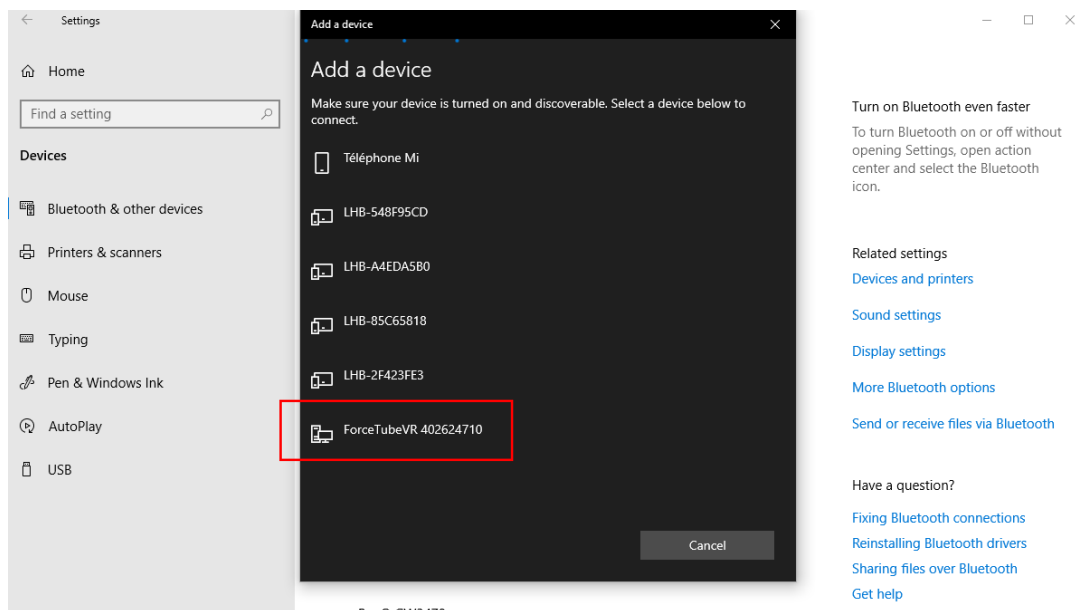 Settings
Home
Find a setting
Devices
Bluetooth & other devices
Printers & scanners
Mouse
Typing
Pen & Windows Ink
AutoPlay
USB
Add a device
Add a device
Make sure your device is turned on and discoverable. Select a device below to
connect.
Téléphone Mi
LHB-548F95CD
LHB-A4EDA5B0
LHB-85C65818
LHB-2F423FE3
ForceTubeVR 402624710
Cancel
Turn on Bluetooth even faster
To turn Bluetooth on or off without
opening Settings, open action
center and select the Bluetooth
icon.
Related settings
Devices and printers
Sound settings
Display settings
More Bluetooth options
Send or receive files via Bluetooth
Have a question?
Fixing Bluetooth connections
Reinstalling Bluetooth drivers
Sharing files over Bluetooth
Get help